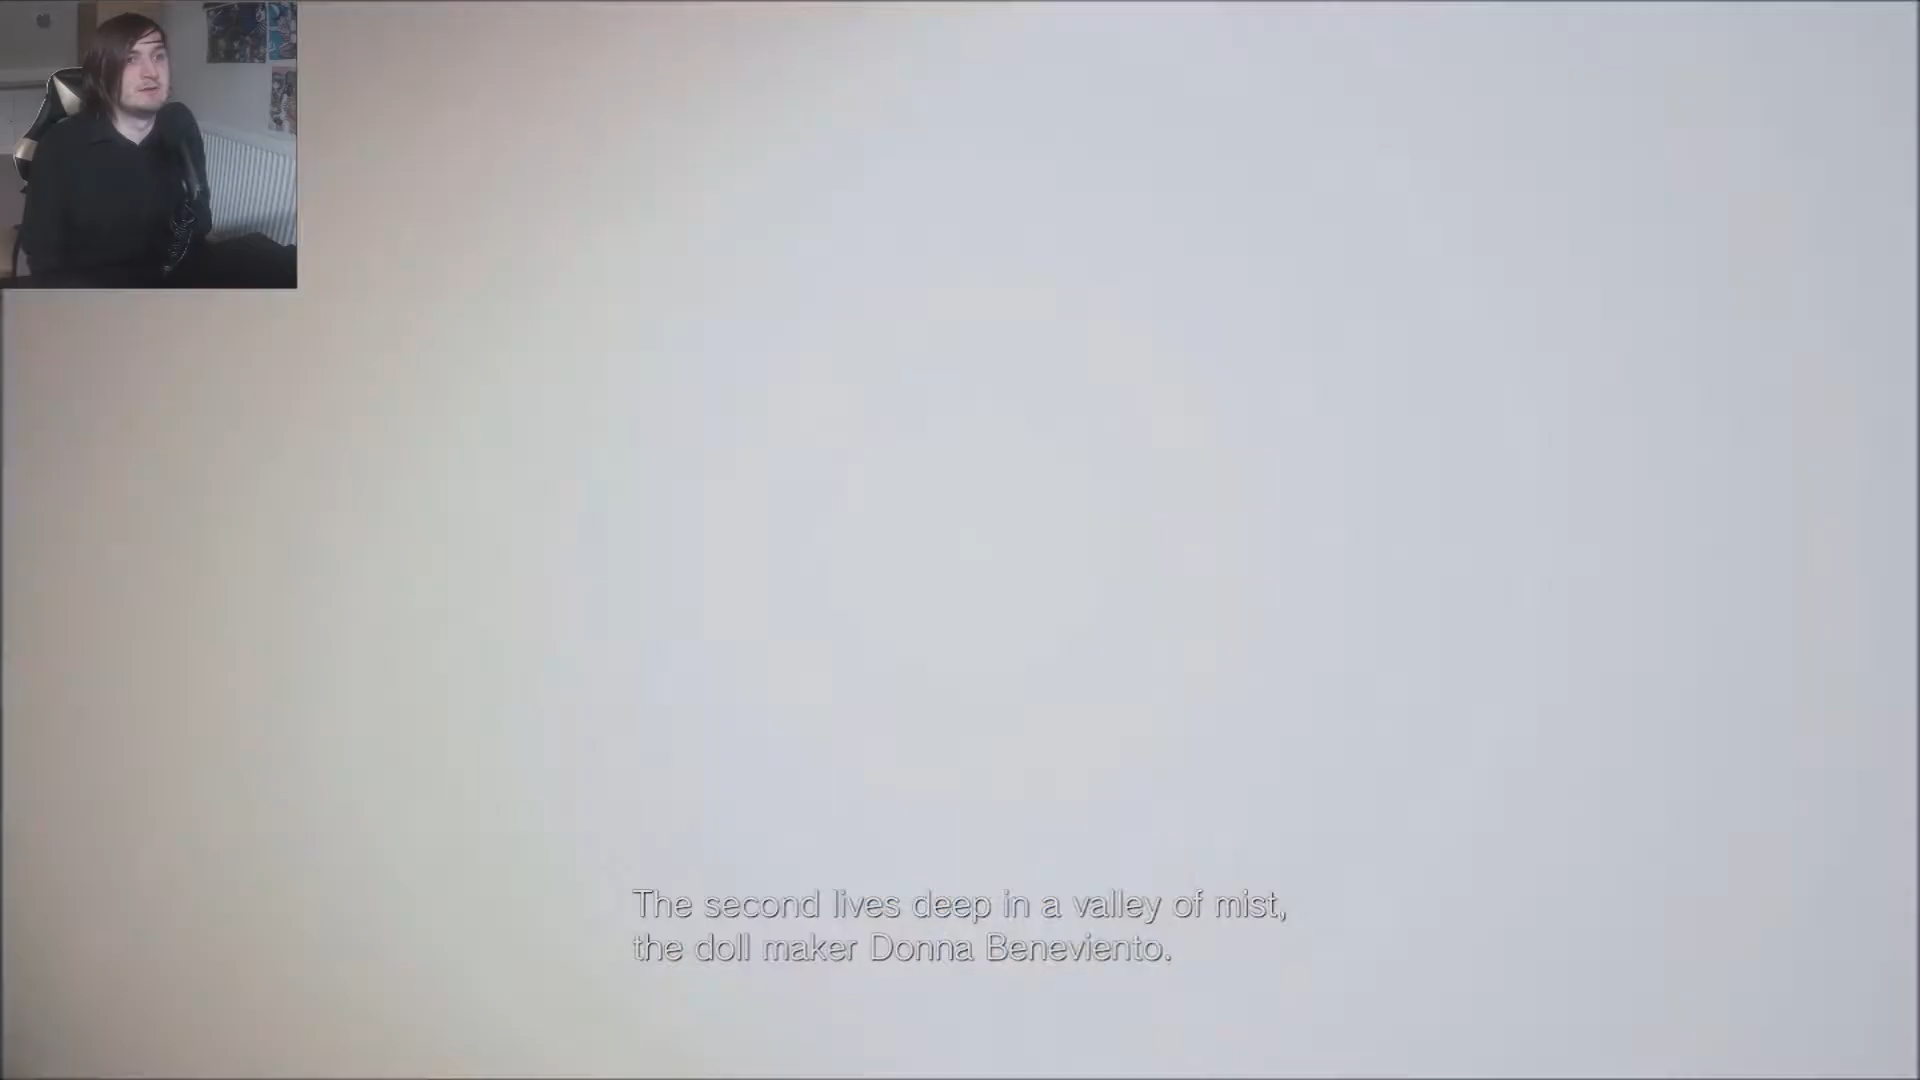 The second lives deep in a valley of mist,
the doll maker Donna Beneviento.